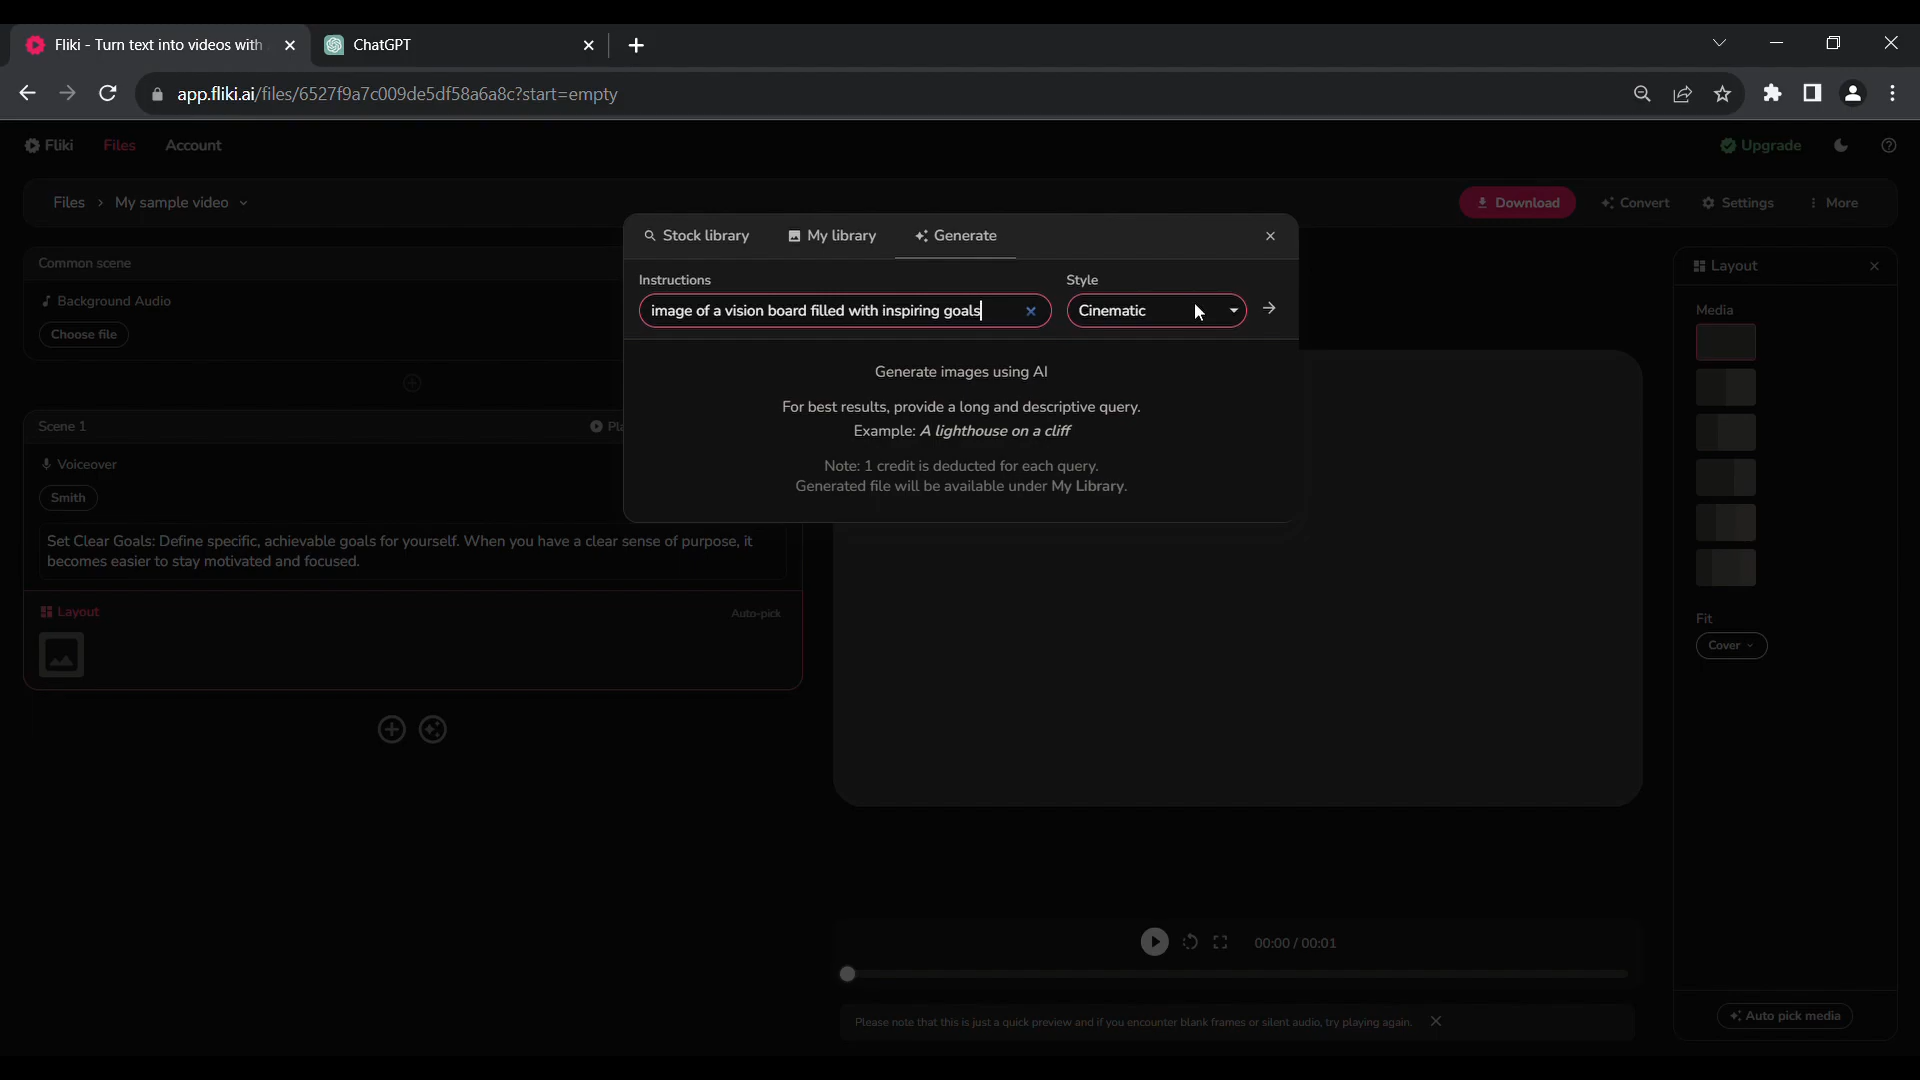 Fliki - Turn text into videos with
ChatGPT
app.fliki.ai/files/6527f9a7c009de5df58a6a8c?start=empty
Fliki Files Account
Upgrade
Files > My sample video
Download Convert Settings More
Stock library My library Generate
Common scene
Layout
Instructions Style
Background Audio
image of a vision board filled with inspiring goals Cinematic
Media
Choose file
Generate images using AI
For best results, provide a long and descriptive query.
Example: A lighthouse on a cliff
Scene 1
Note: 1 credit is deducted for each query.
Generated file will be available under My Library.
Voiceover
Smith
Set Clear Goals: Define specific, achievable goals for yourself. When you have a clear sense of purpose, it
becomes easier to stay motivated and focused.
Layout Auto-pick
Fit
Cover
00:00 / 00:01
Please note that this is just a quick preview and if you encounter blank frames or silent audio, try playing again.
Auto pick media